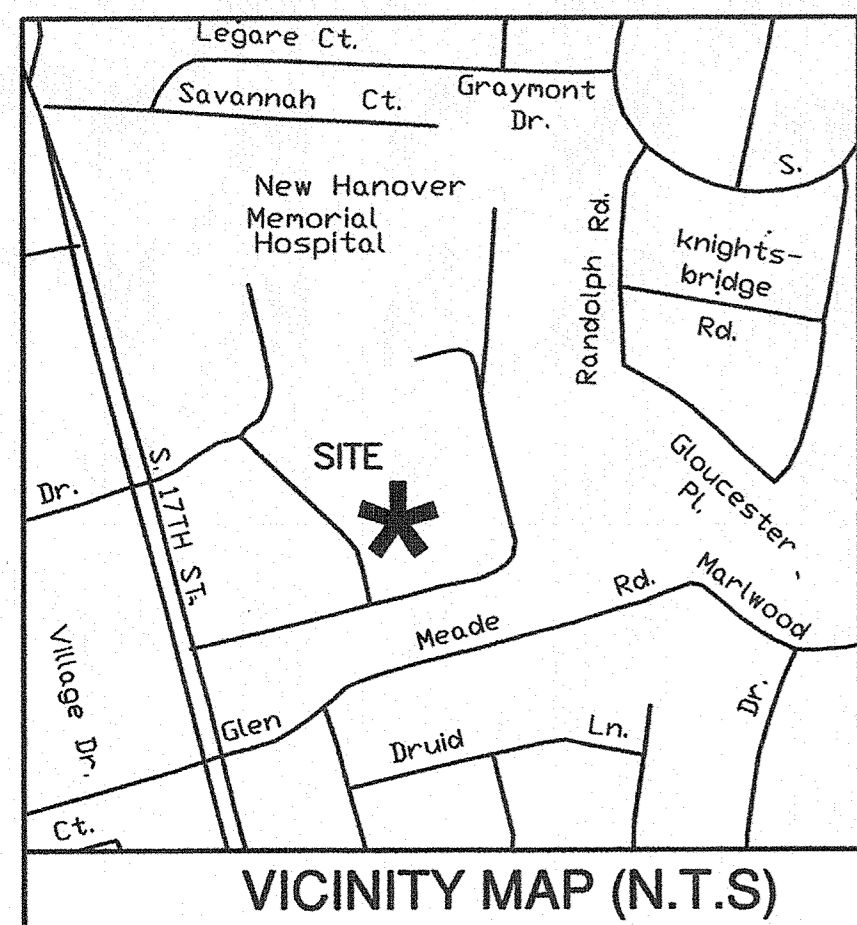 Legare Ct.
Savannah Ct.
Graymont
Dr.
S.
New Hanover
Memorial
Hospital
Randolph Rd.
knights-
bridge
Rd.
SITE
Dr.
S. 17TH ST.
Gloucester
Pl.
Marlwood
Dr.
Glen Meade Rd.
Village Dr.
Druid Ln.
Ct.
VICINITY MAP (N.T.S)